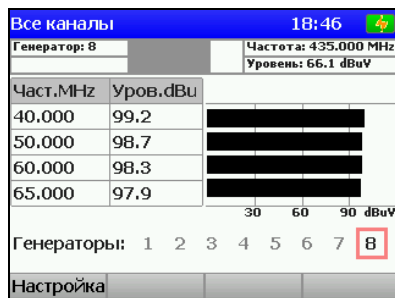 Все каналы 18:46
Генератор: 8 Частота: 435.000 MHz
Уровень: 66.1 dBuV
Част.MHz Уров.dBu
40.000 99.2
50.000 98.7
60.000 98.3
65.000 97.9
30 60 90 dBuV
Генераторы: 1 2 3 4 5 6 7 8
Настройка